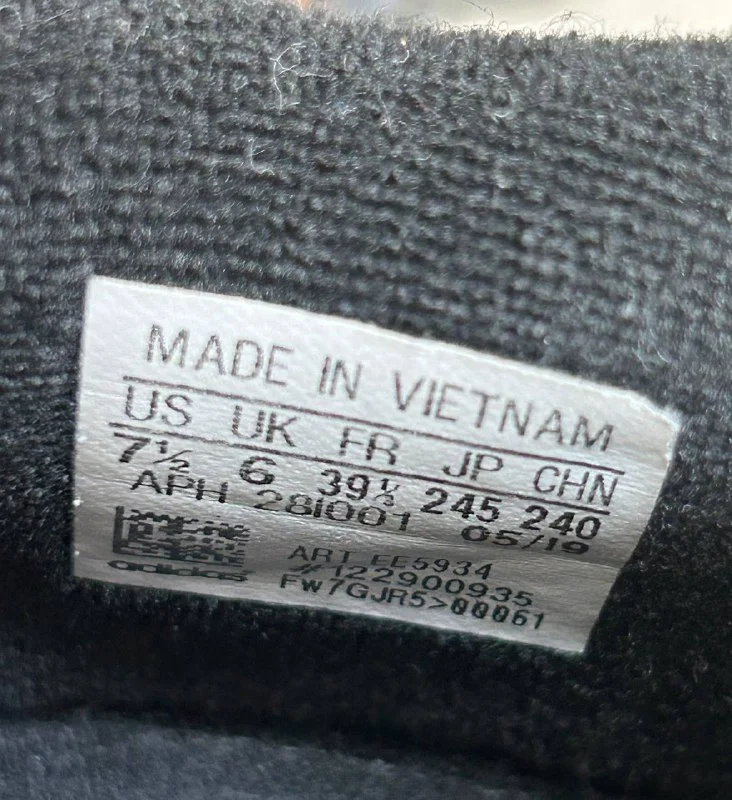 MADE IN VIETNAM
US UK FR JP CHN
7½ 6 39⅓ 245 240
APH 281001 05/19
ART EE5934
# 122900935
adidas FW7GJR5>00061